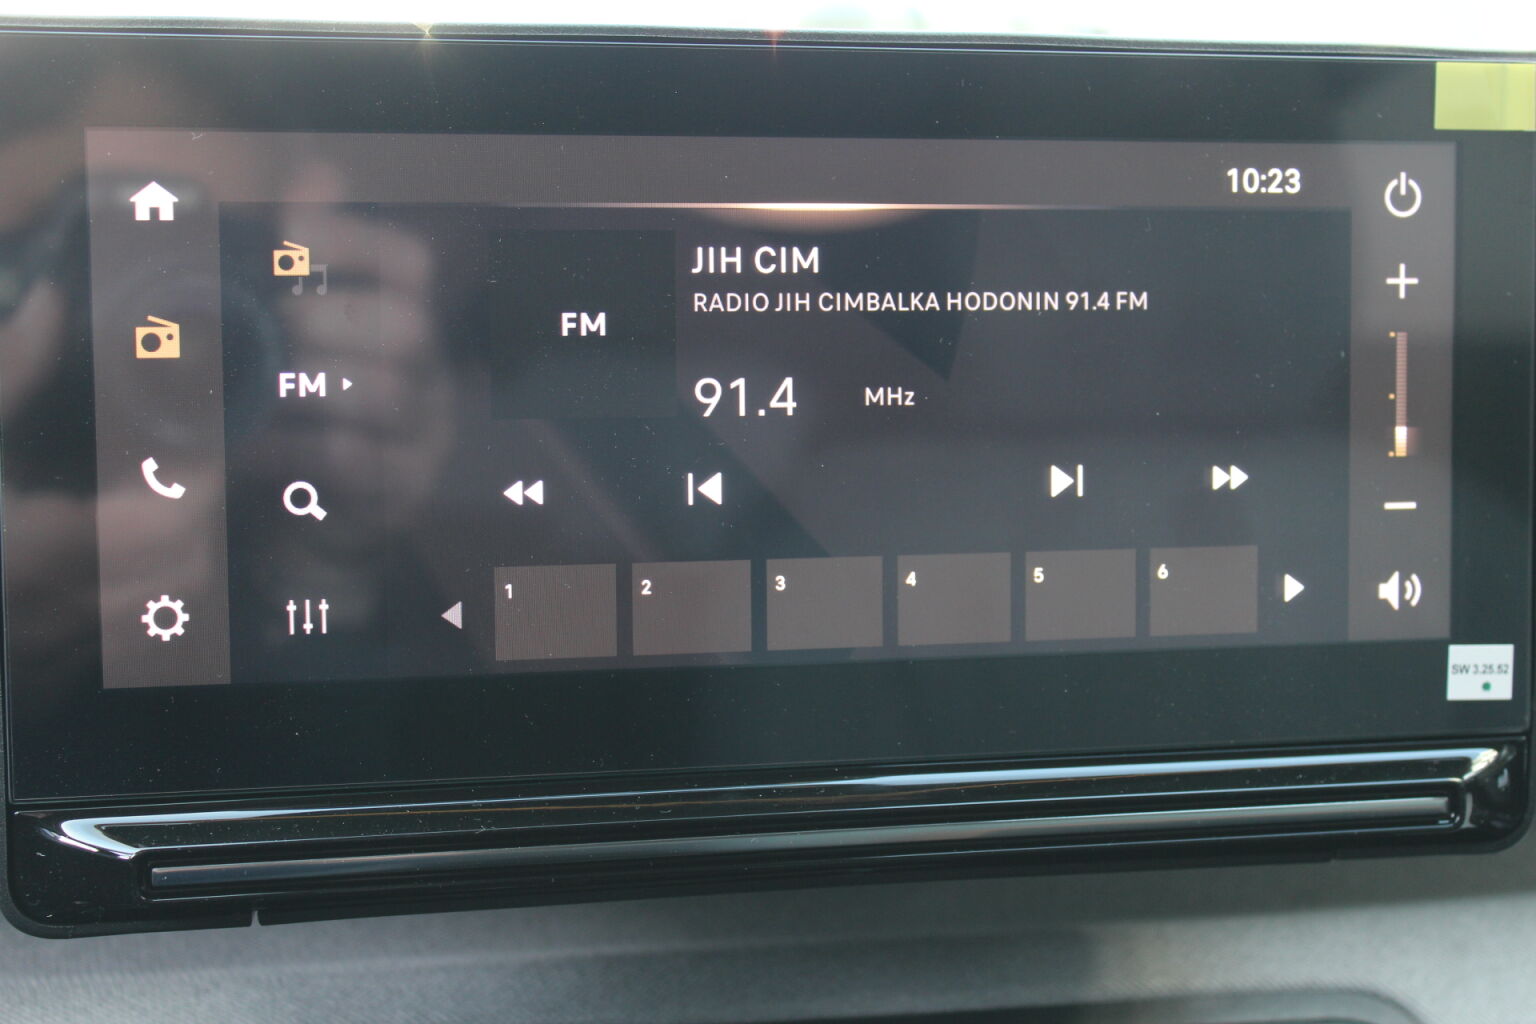 10:23
JIH CIM
RADIO JIH CIMBALKA HODONIN 91.4 FM
FM
FM
91.4 MHz
1 2 3 4 5 6
SW 3.25.52